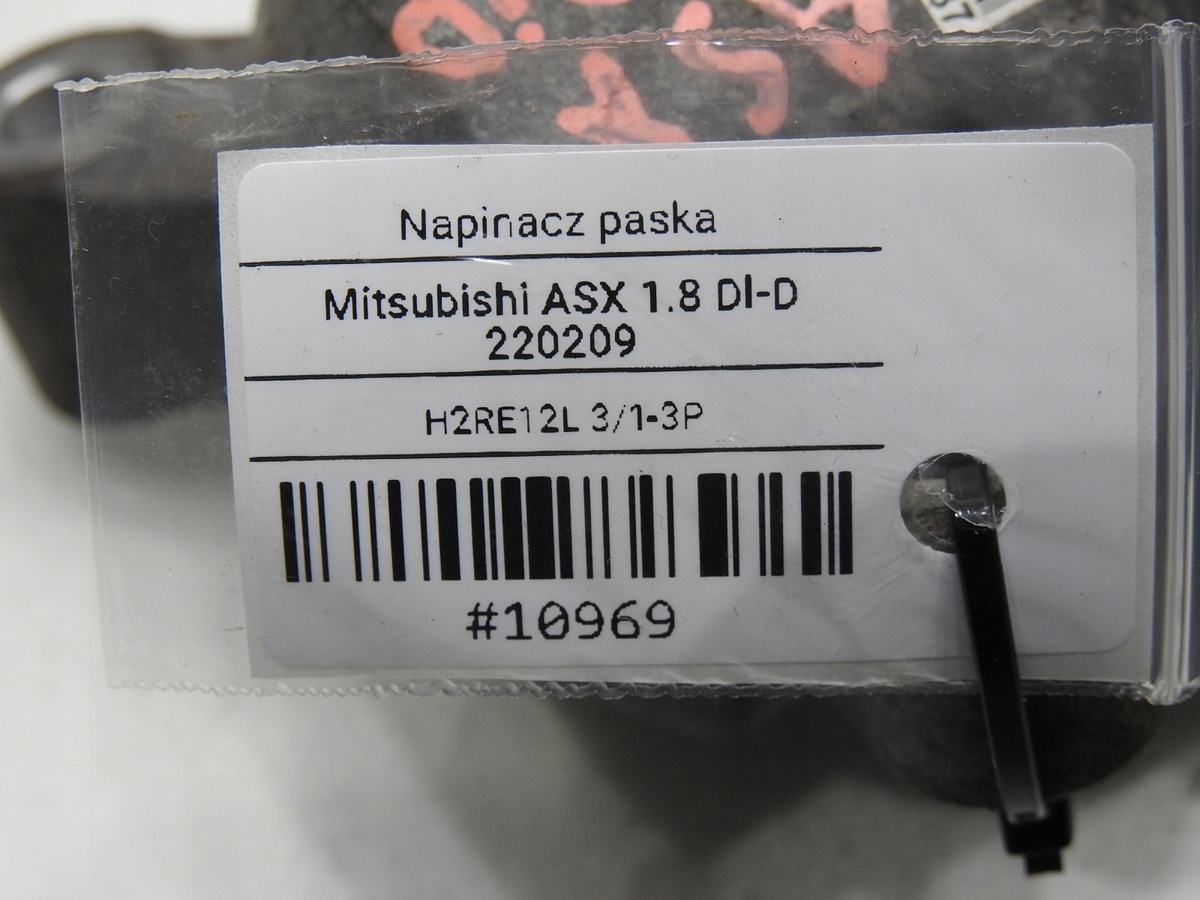 Napinacz paska
Mitsubishi ASX 1.8 DI-D
220209
H2RE12L 3/1-3P
#10969